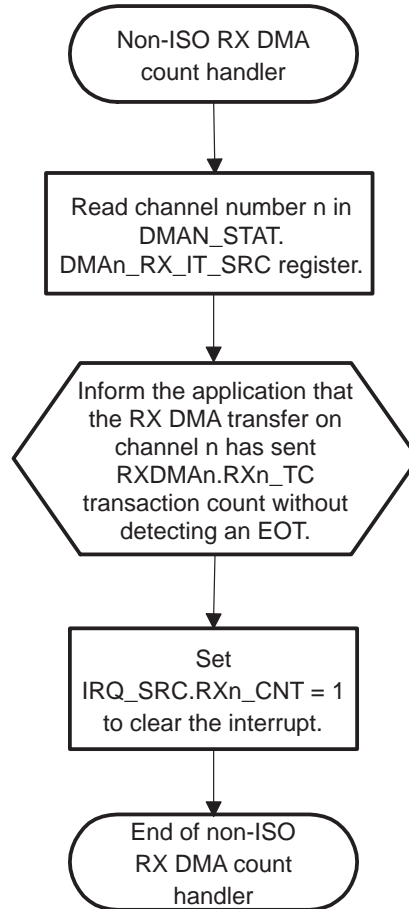 Non-ISO RX DMA
count handler
Read channel number n in
DMAN_STAT.
DMAn_RX_IT_SRC register.
Inform the application that
the RX DMA transfer on
channel n has sent
RXDMAn.RXn_TC
transaction count without
detecting an EOT.
Set
IRQ_SRC.RXn_CNT = 1
to clear the interrupt.
End of non-ISO
RX DMA count
handler